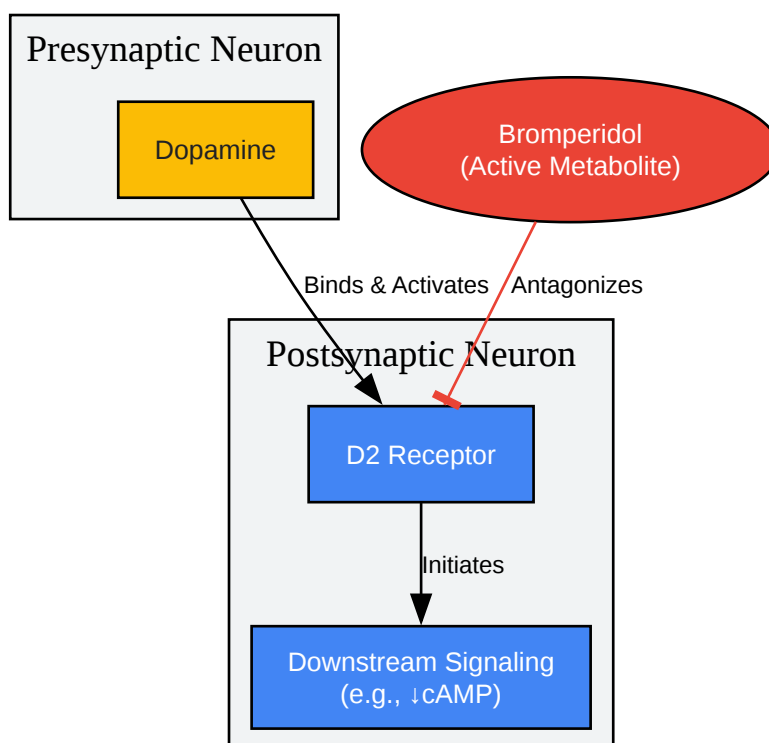 Presynaptic Neuron
Dopamine
Bromperidol
(Active Metabolite)
Binds & Activates
Antagonizes
Postsynaptic Neuron
D2 Receptor
Initiates
Downstream Signaling
(e.g., ↓cAMP)